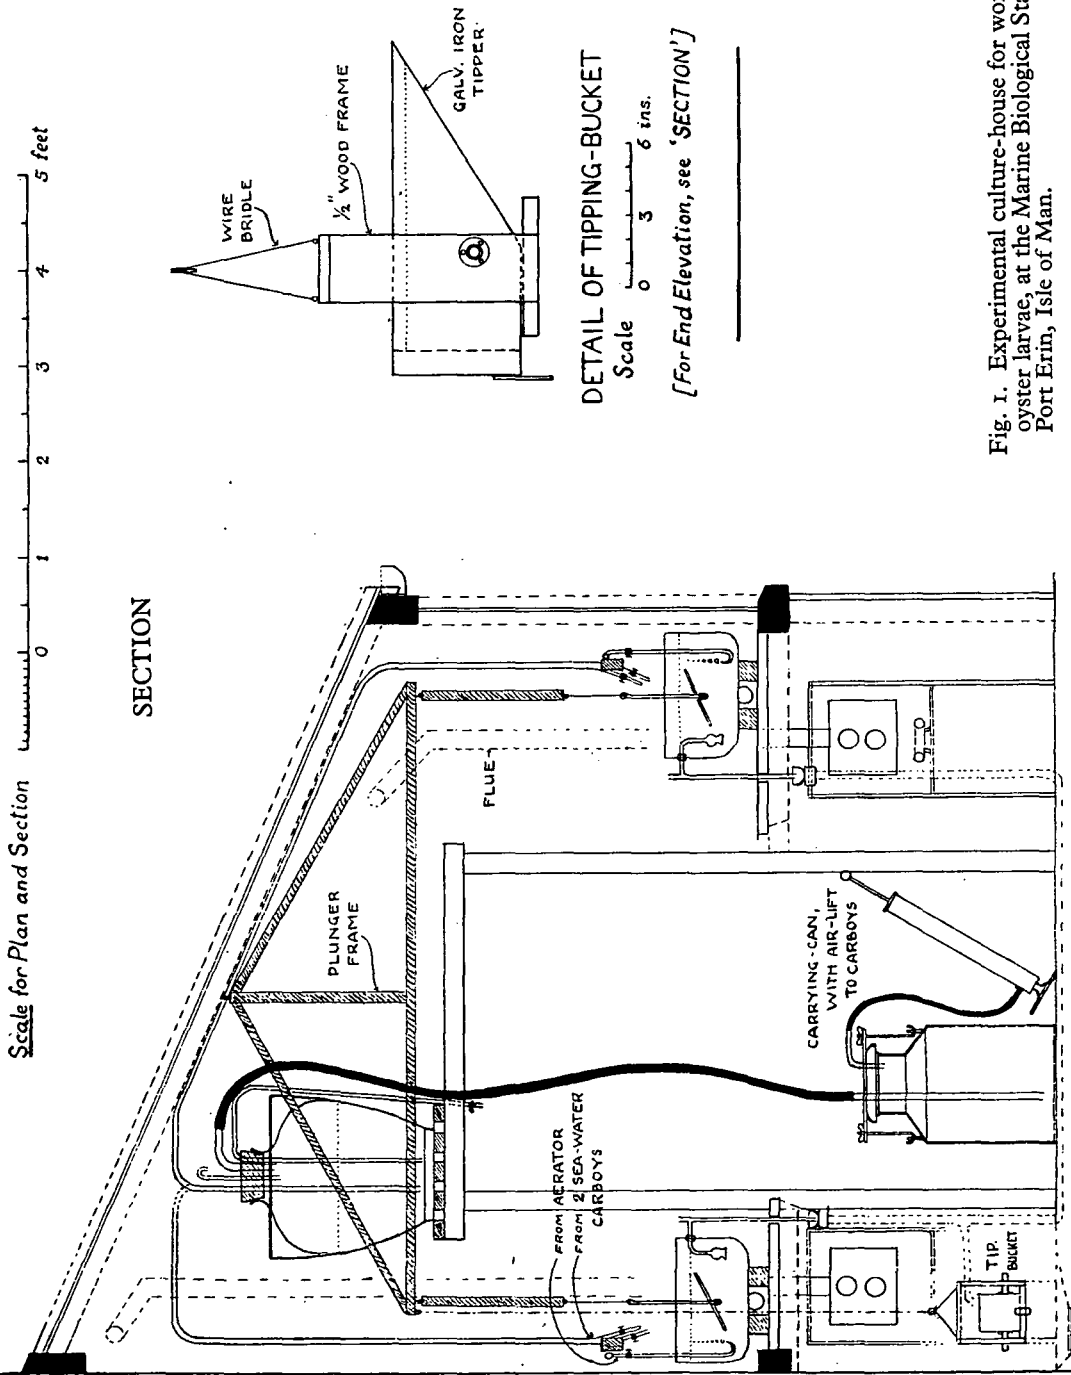 Scale for Plan and Section
0 1 2 3 4 5 feet
SECTION
WIRE
BRIDLE
½" WOOD FRAME
GALV. IRON
TIPPER.
DETAIL OF TIPPING-BUCKET
Scale
0 3 6 ins.
[For End Elevation, see 'SECTION']
PLUNGER
FRAME
FLUE
FROM AERATOR
FROM 2 SEA-WATER
CARBOYS
CARRYING-CAN,
WITH AIR-LIFT
TO CARBOYS
TIP.
BUCKET
Fig. 1. Experimental culture-house for
oyster larvae, at the Marine Biological
Port Erin, Isle of Man.